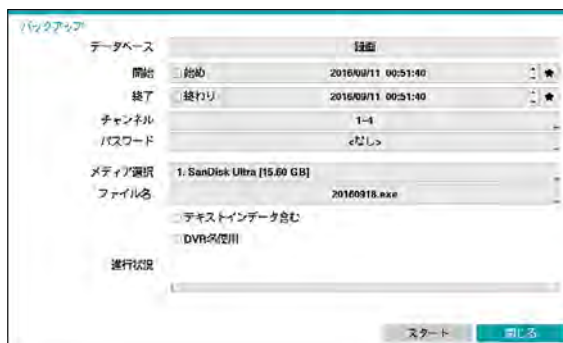 バックアップ
データベース 録画
開始 始め 2016/09/11 00:51:40
終了 終わり 2016/09/11 00:51:40
チャンネル 1-4
パスワード <なし>
メディア選択 1. SanDisk Ultra [15.60 GB]
ファイル名 20160918.exe
テキストインデータ含む
DVR名使用
進行状況
スタート 閉じる